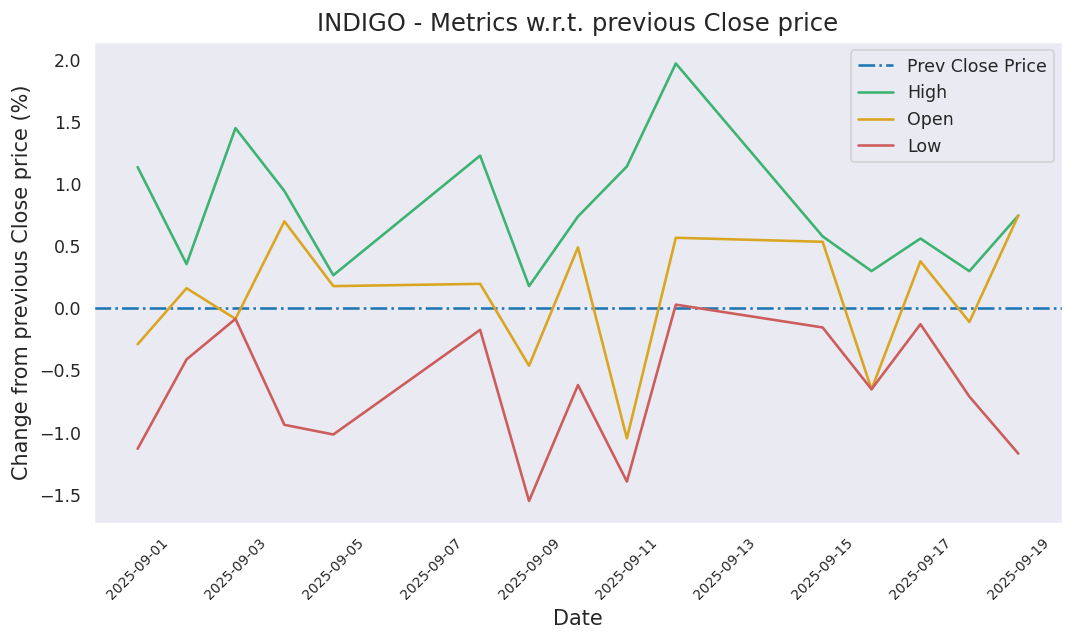 INDIGO - Metrics w.r.t. previous Close price
Change from previous Close price (%)
2.0
1.5
1.0
0.5
0.0
−0.5
−1.0
−1.5
Prev Close Price
High
Open
Low
2025-09-01
2025-09-03
2025-09-05
2025-09-07
2025-09-09
2025-09-11
2025-09-13
2025-09-15
2025-09-17
2025-09-19
Date